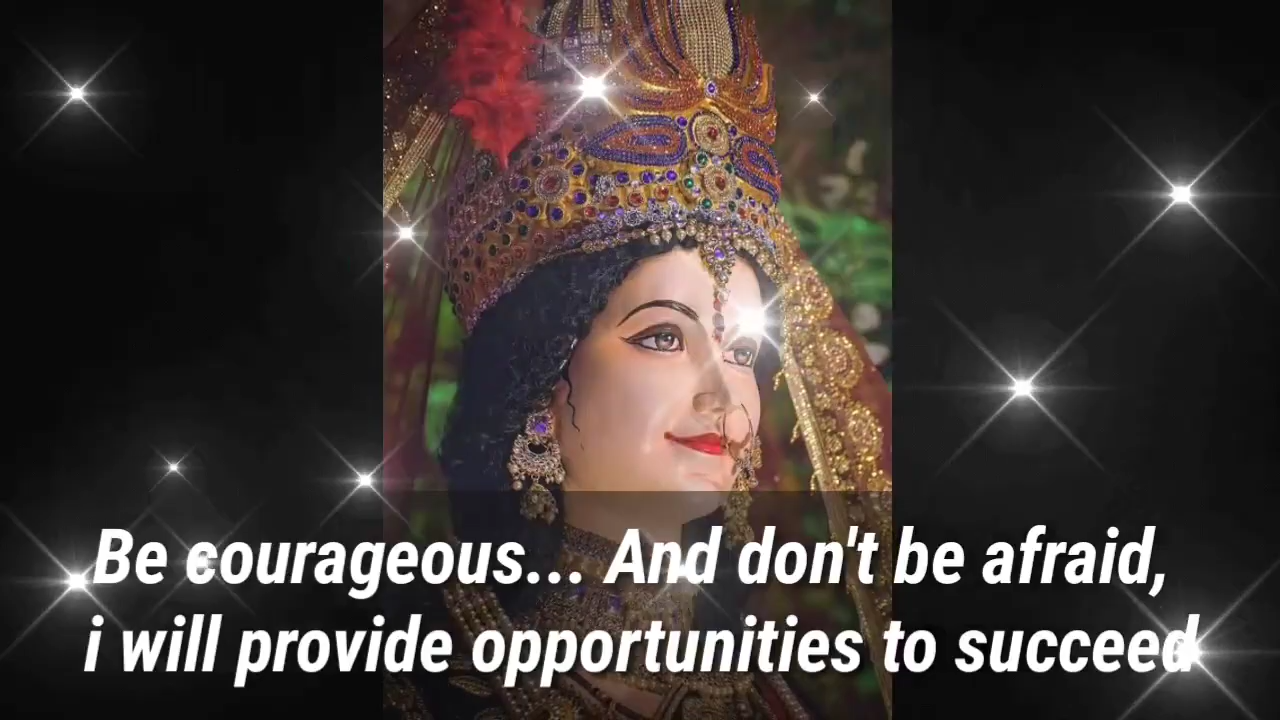 Be courageous... And don't be afraid,
i will provide opportunities to succeed